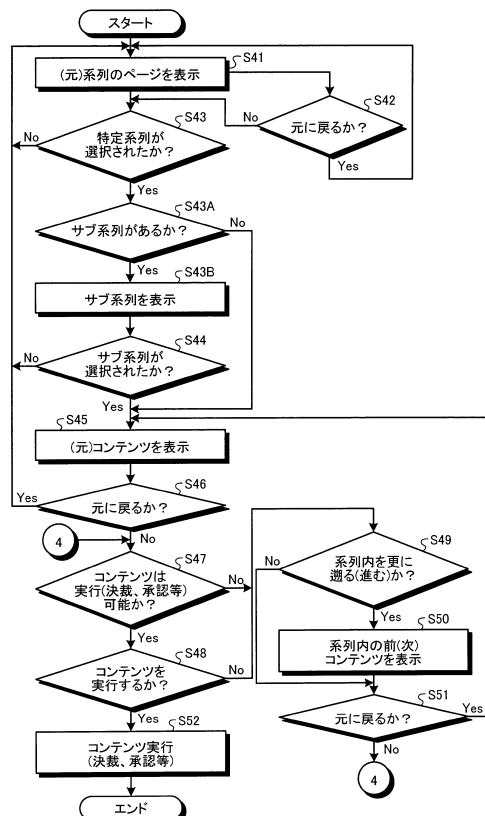 スタート
S41
(元)系列のページを表示
S42
元に戻るか?
No
Yes
S43
特定系列が
選択されたか?
No
Yes
S43A
サブ系列があるか?
No
Yes
S43B
サブ系列を表示
S44
サブ系列が
選択されたか?
No
Yes
S45
(元)コンテンツを表示
S46
元に戻るか?
Yes
No
4
S47
コンテンツは
実行(決裁、承認等)
可能か?
No
Yes
S48
コンテンツを
実行するか?
No
Yes
S52
コンテンツ実行
(決裁、承認等)
エンド
S49
系列内を更に
遡る(進む)か?
No
Yes
S50
系列内の前(次)
コンテンツを表示
S51
元に戻るか?
Yes
No
4